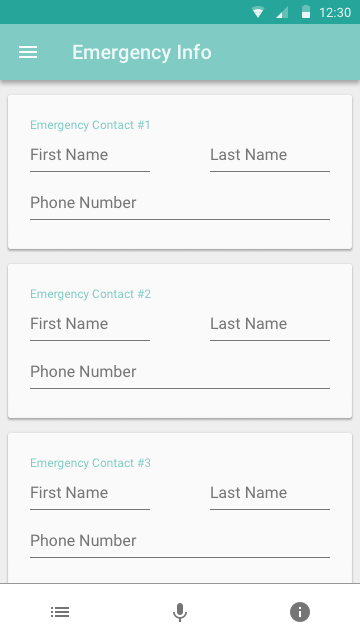 12:30
Emergency Info
Emergency Contact #1
First Name Last Name
Phone Number
Emergency Contact #2
First Name Last Name
Phone Number
Emergency Contact #3
First Name Last Name
Phone Number